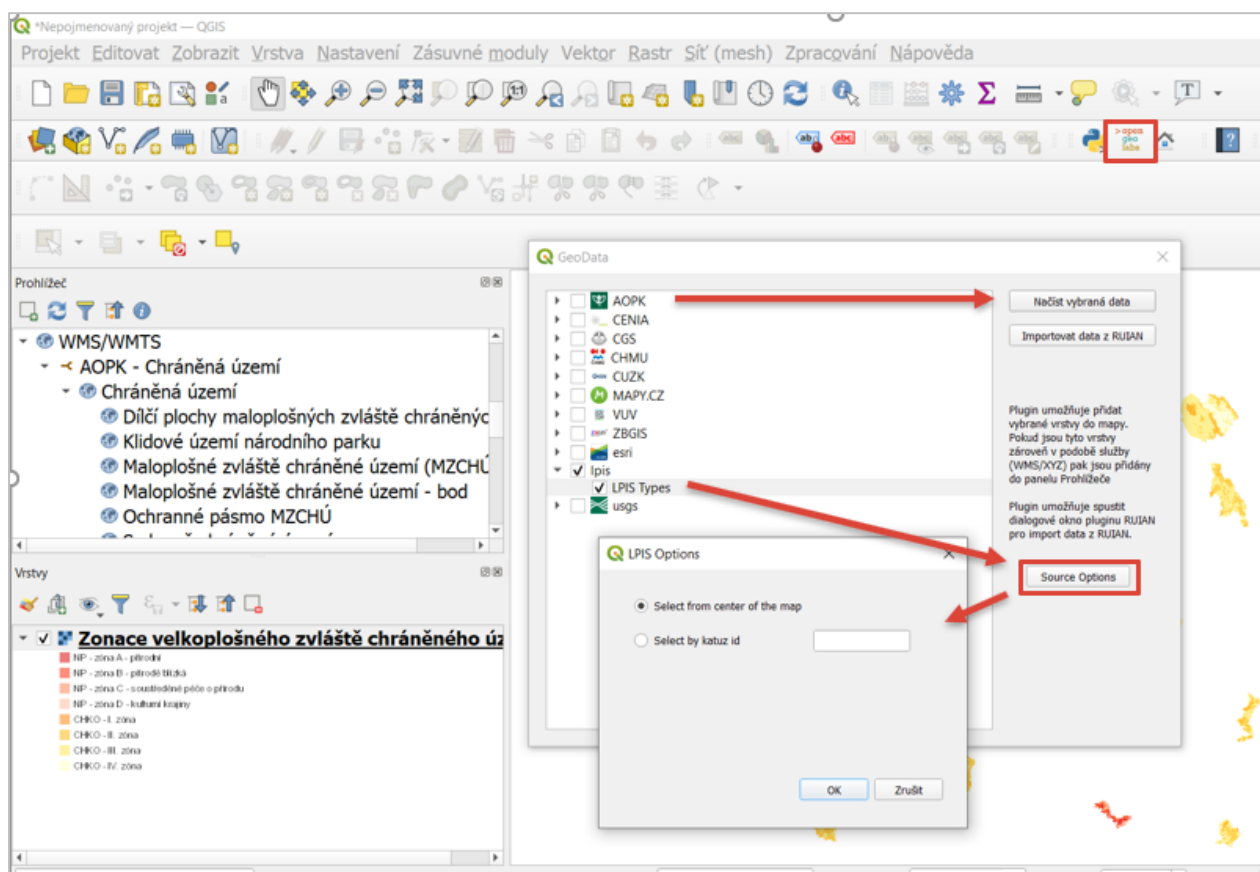 *Nepojmenovaný projekt — QGIS
Projekt Editovat Zobrazit Vrstva Nastavení Zásuvné moduly Vektor Rastr Síť (mesh) Zpracování Nápověda
1:1
abc
abc
> open
geo
labs
Prohlížeč
WMS/WMTS
AOPK - Chráněná území
Chráněná území
Dílčí plochy maloplošných zvláště chráněnýc
Klidové území národního parku
Maloplošné zvláště chráněné území (MZCHÚ
Maloplošné zvláště chráněné území - bod
Ochranné pásmo MZCHÚ
Vrstvy
Zonace velkoplošného zvláště chráněného úz
NP - zóna A - přírodní
NP - zóna B - přírodě blízká
NP - zóna C - soustředěné péče o přírodu
NP - zóna D - kulturní krajiny
CHKO - I. zóna
CHKO - II. zóna
CHKO - III. zóna
CHKO - IV. zóna
GeoData
AOPK
CENIA
CGS
CHMU
CUZK
MAPY.CZ
VUV
ZBGIS
esri
lpis
LPIS Types
usgs
Načíst vybraná data
Importovat data z RUIAN
Plugin umožňuje přidat
vybrané vrstvy do mapy.
Pokud jsou tyto vrstvy
zároveň v podobě služby
(WMS/XYZ) pak jsou přidány
do panelu Prohlížeče
Plugin umožňuje spustit
dialogové okno pluginu RUIAN
pro import data z RUIAN.
Source Options
LPIS Options
Select from center of the map
Select by katuz id
OK
Zrušit